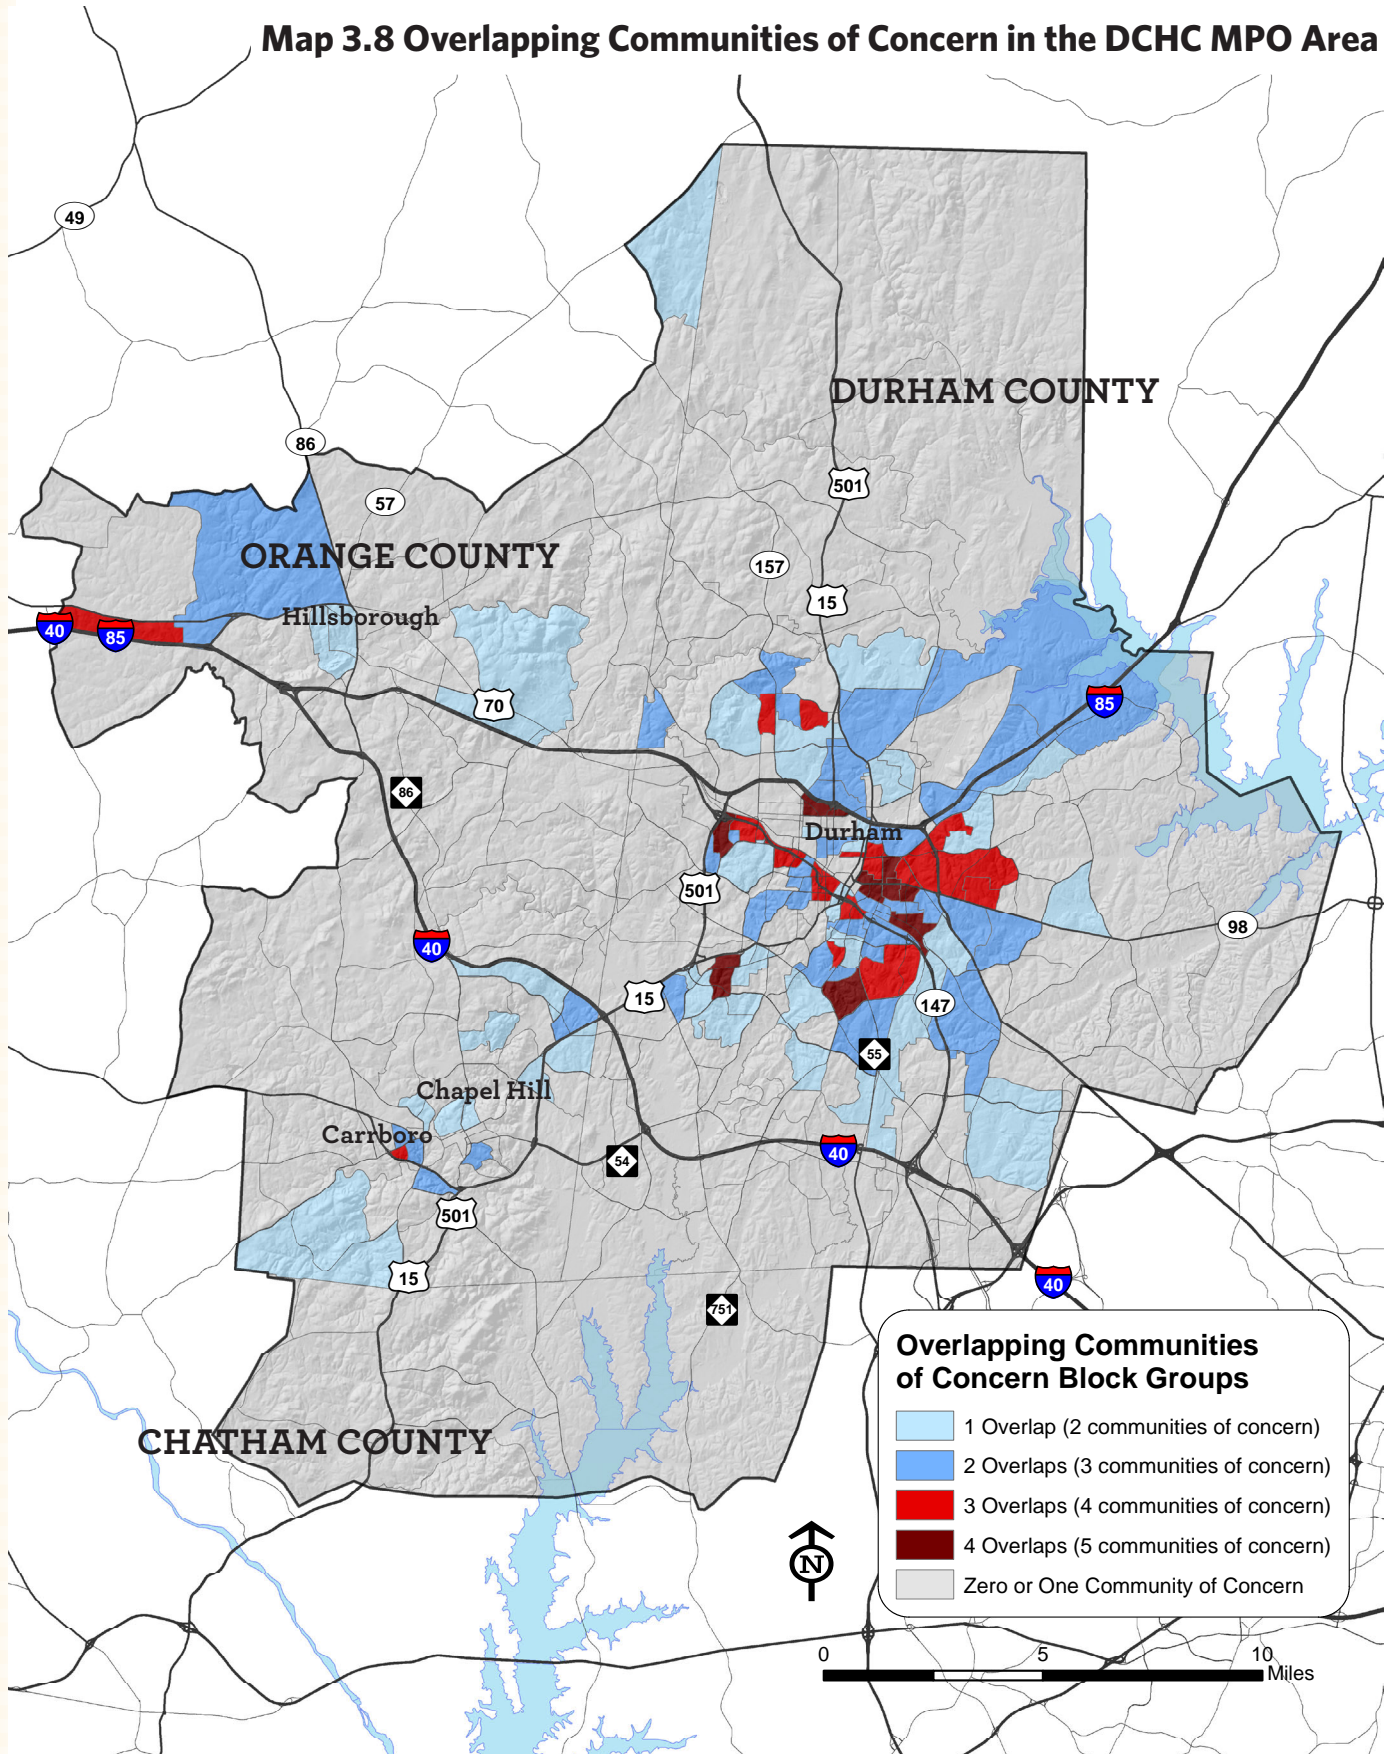 Map 3.8 Overlapping Communities of Concern in the DCHC MPO Area
49
DURHAM COUNTY
86
501
57
ORANGE COUNTY
157
15
Hillsborough
40
85
70
85
86
Durham
501
98
40
15
147
55
Chapel Hill
Carrboro
54
40
501
15
40
751
Overlapping Communities
of Concern Block Groups
1 Overlap (2 communities of concern)
2 Overlaps (3 communities of concern)
3 Overlaps (4 communities of concern)
4 Overlaps (5 communities of concern)
Zero or One Community of Concern
CHATHAM COUNTY
N
0 5 10
Miles